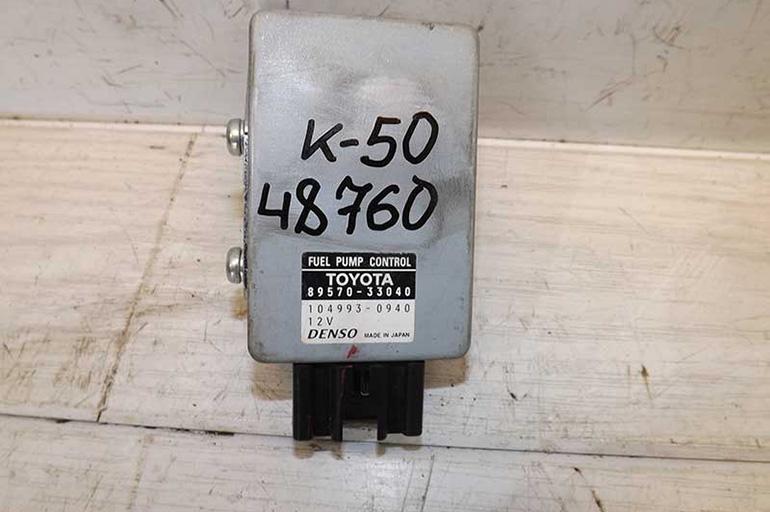 K-50
48760
FUEL PUMP CONTROL
TOYOTA
89570-33040
104993-0940
12V
DENSO MADE IN JAPAN